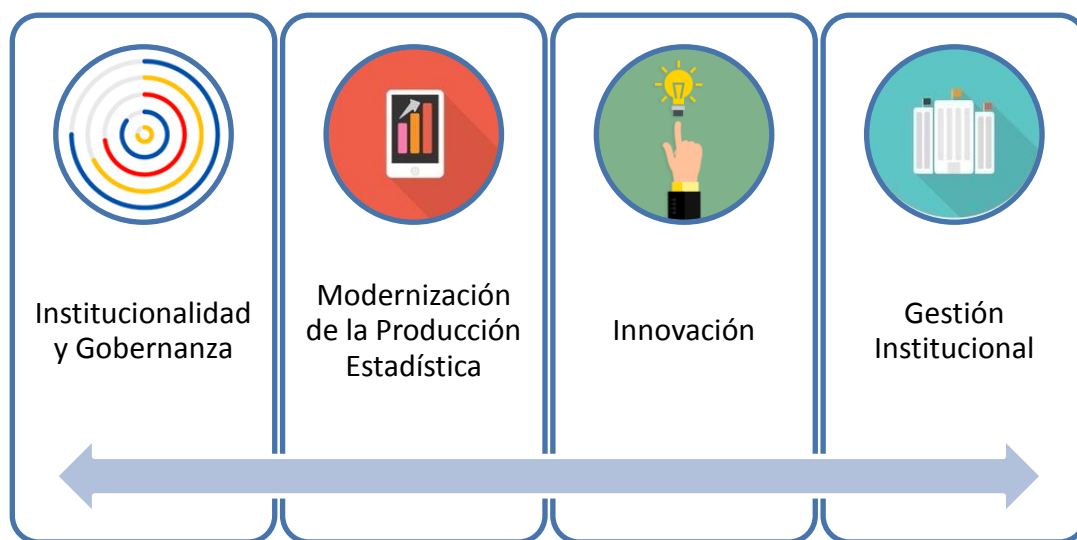 Institucionalidad
y Gobernanza
Modernización
de la Producción
Estadística
Innovación
Gestión
Institucional